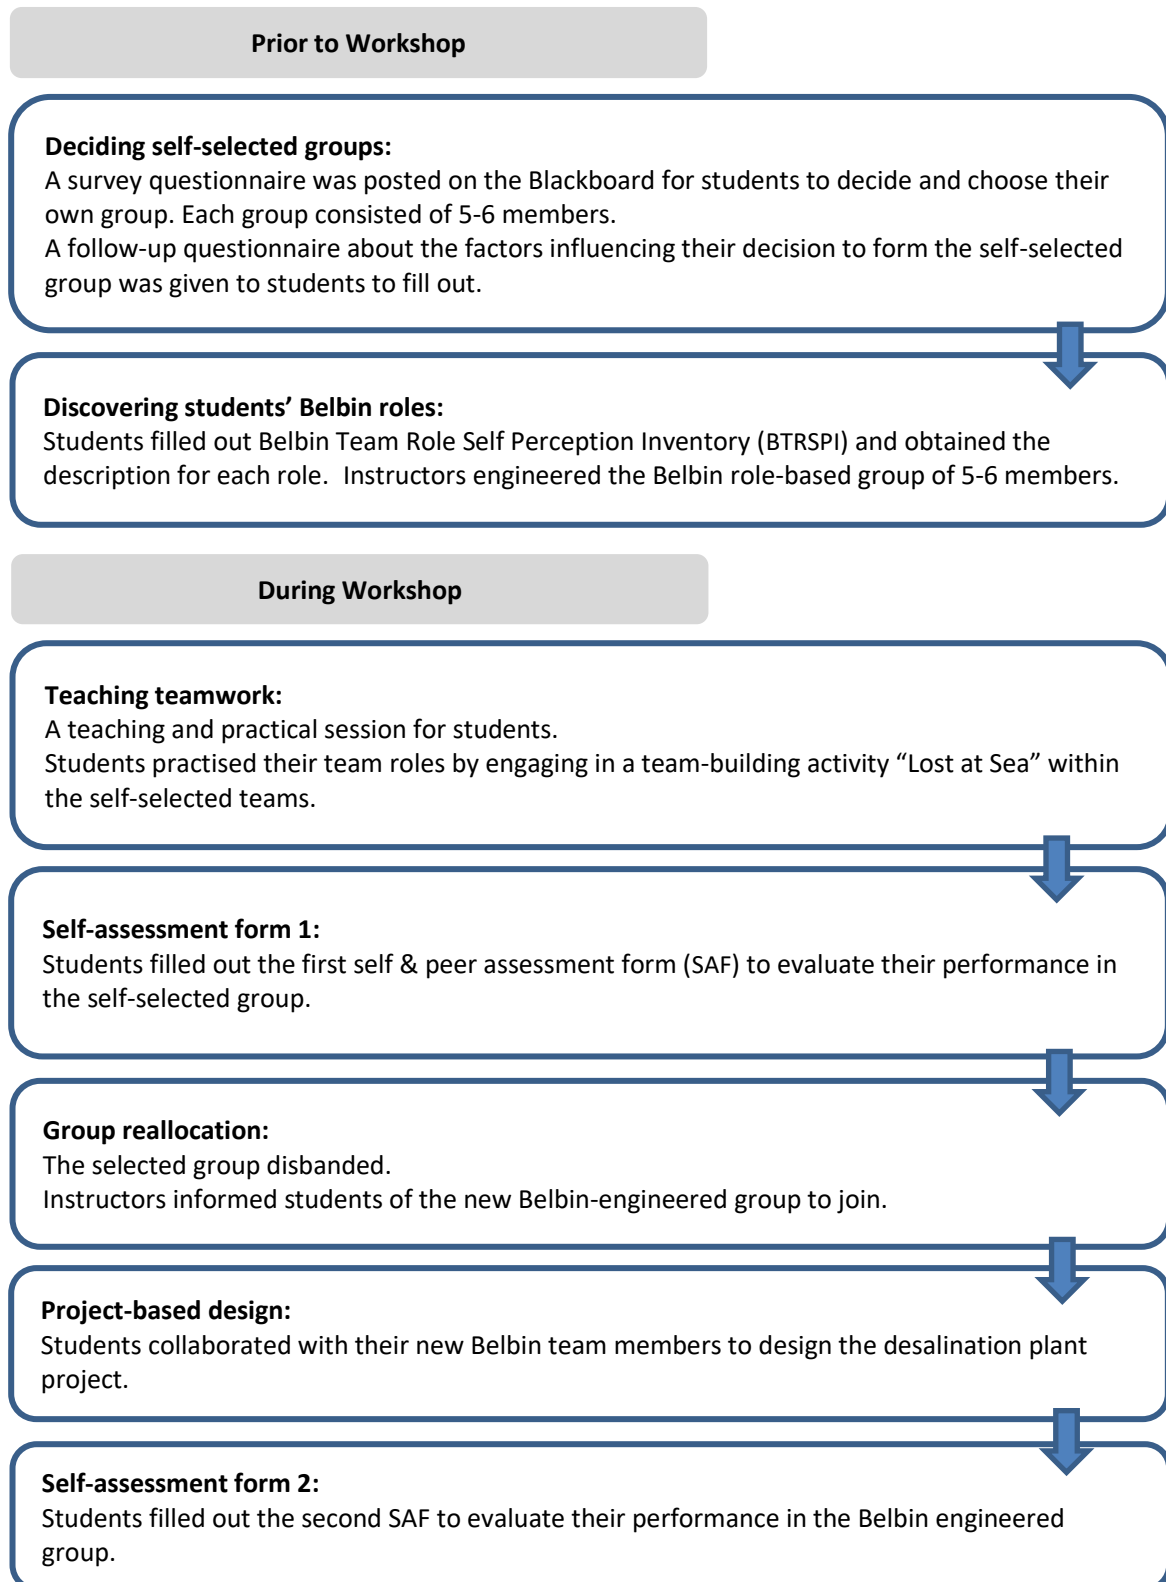 Prior to Workshop
Deciding self-selected groups:
A survey questionnaire was posted on the Blackboard for students to decide and choose their
own group. Each group consisted of 5-6 members.
A follow-up questionnaire about the factors influencing their decision to form the self-selected
group was given to students to fill out.
Discovering students’ Belbin roles:
Students filled out Belbin Team Role Self Perception Inventory (BTRSPI) and obtained the
description for each role.  Instructors engineered the Belbin role-based group of 5-6 members.
During Workshop
Teaching teamwork:
A teaching and practical session for students.
Students practised their team roles by engaging in a team-building activity “Lost at Sea” within
the self-selected teams.
Self-assessment form 1:
Students filled out the first self & peer assessment form (SAF) to evaluate their performance in
the self-selected group.
Group reallocation:
The selected group disbanded.
Instructors informed students of the new Belbin-engineered group to join.
Project-based design:
Students collaborated with their new Belbin team members to design the desalination plant
project.
Self-assessment form 2:
Students filled out the second SAF to evaluate their performance in the Belbin engineered
group.